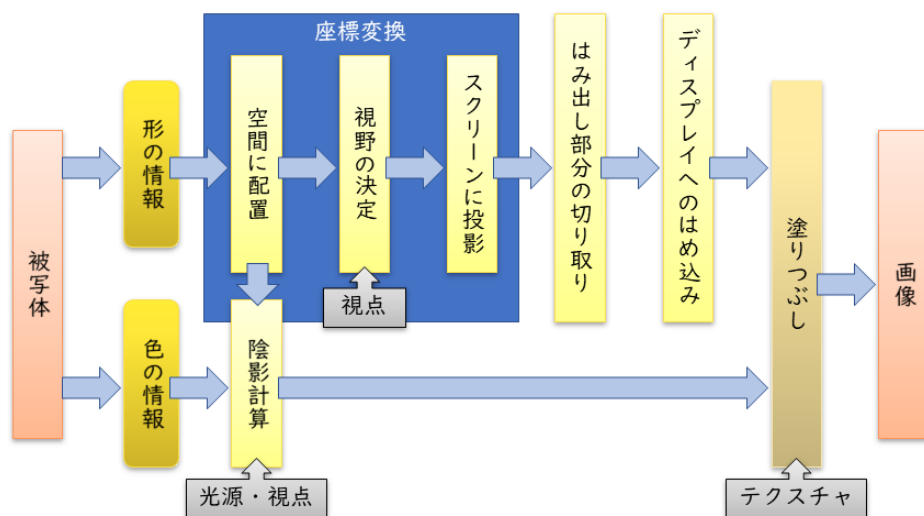 座標変換
被写体
形の情報
空間に配置
視野の決定
スクリーンに投影
はみ出し部分の切り取り
ディスプレイへのはめ込み
塗りつぶし
画像
視点
色の情報
陰影計算
光源・視点
テクスチャ